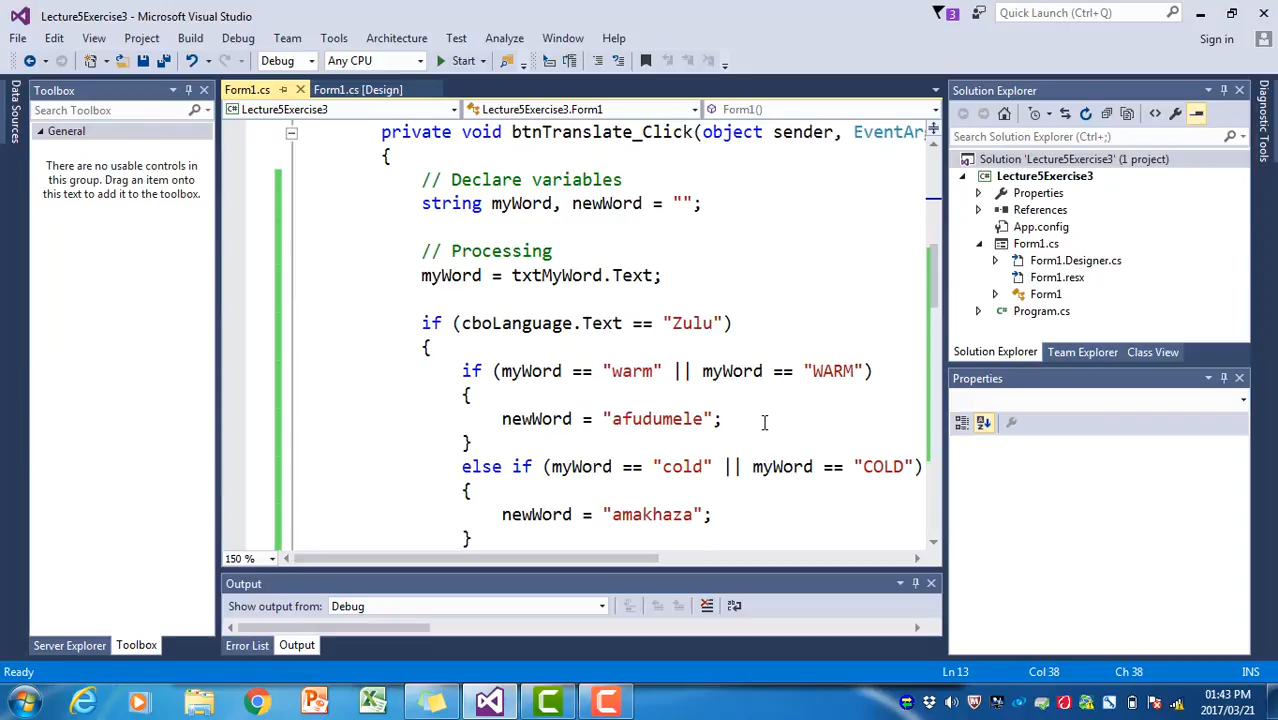 Lecture5Exercise3 - Microsoft Visual Studio
3
Quick Launch (Ctrl+Q)
File Edit View Project Build Debug Team Tools Architecture Test Analyze Window Help
Sign in
Debug Any CPU Start
Data Sources
Toolbox
Search Toolbox
General
There are no usable controls in
this group. Drag an item onto
this text to add it to the toolbox.
Server Explorer Toolbox
Form1.cs Form1.cs [Design]
Lecture5Exercise3 Lecture5Exercise3.Form1 Form1()
private void btnTranslate_Click(object sender, EventAr
{
// Declare variables
string myWord, newWord = "";
// Processing
myWord = txtMyWord.Text;
if (cboLanguage.Text == "Zulu")
{
if (myWord == "warm" || myWord == "WARM")
{
newWord = "afudumele";
}
else if (myWord == "cold" || myWord == "COLD")
{
newWord = "amakhaza";
}
150 %
Output
Show output from: Debug
Error List Output
Solution Explorer
Search Solution Explorer (Ctrl+;)
Solution 'Lecture5Exercise3' (1 project)
Lecture5Exercise3
Properties
References
App.config
Form1.cs
Form1.Designer.cs
Form1.resx
Form1
Program.cs
Solution Explorer Team Explorer Class View
Properties
Diagnostic Tools
Ready Ln 13 Col 38 Ch 38 INS
01:43 PM
2017/03/21